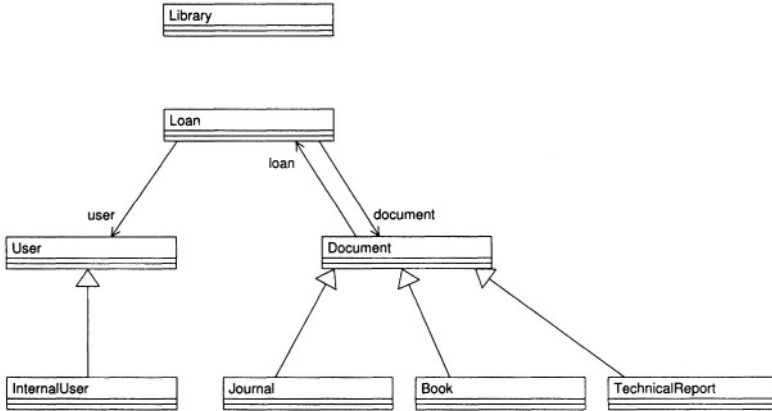 Library
Loan
loan
user
document
User
Document
InternalUser
Journal
Book
TechnicalReport